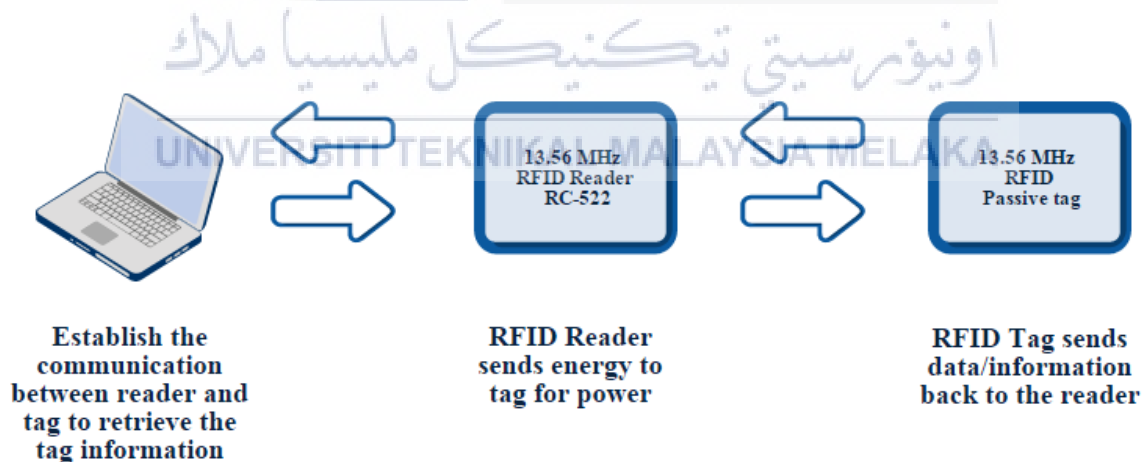 اونيۏرسيتي تيكنيكل مليسيا ملاك
UNIVERSITI TEKNIKAL MALAYSIA MELAKA
13.56 MHz
RFID Reader
RC-522
13.56 MHz
RFID
Passive tag
Establish the
communication
between reader and
tag to retrieve the
tag information
RFID Reader
sends energy to
tag for power
RFID Tag sends
data/information
back to the reader